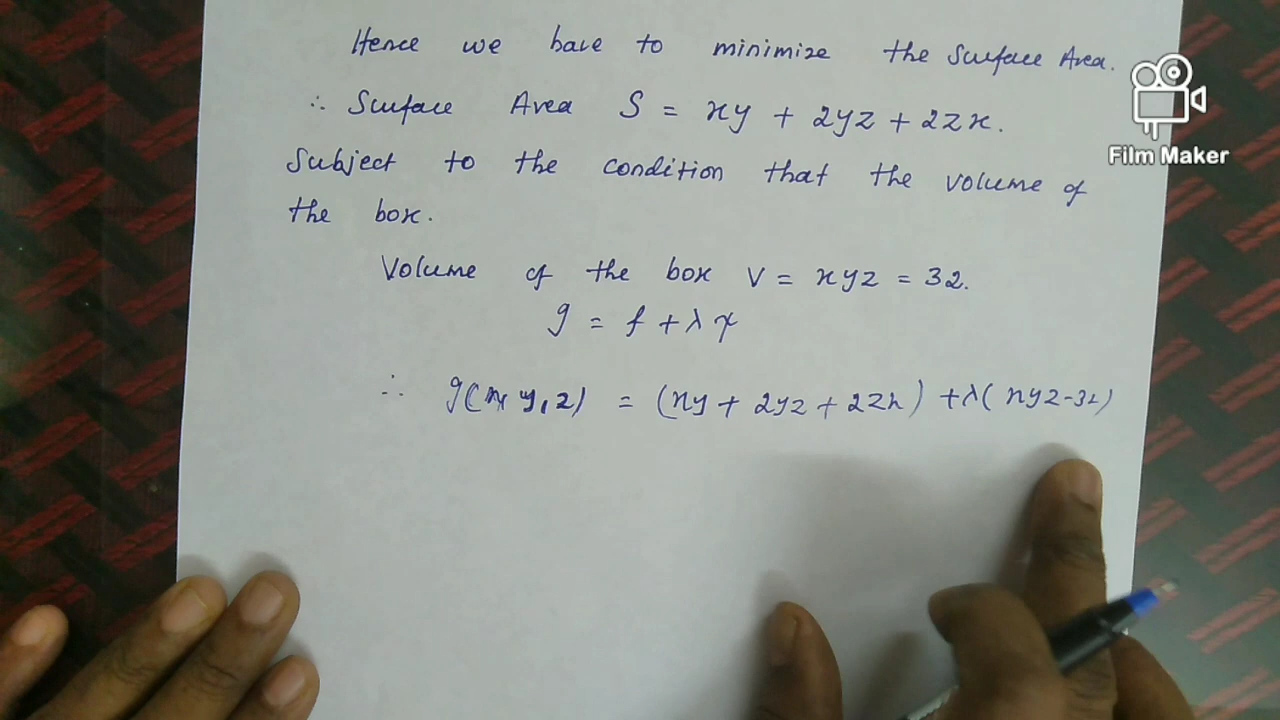 Hence we have to minimize the Surface Area.
∴ Surface Area S = xy + 2yz + 2zx.
Subject to the condition that the volume of
the box.
Volume of the box V = xyz = 32.
g = f + λ
∴ g(x, y, z) = (xy + 2yz + 2zx) + λ(xyz-32)
Film Maker